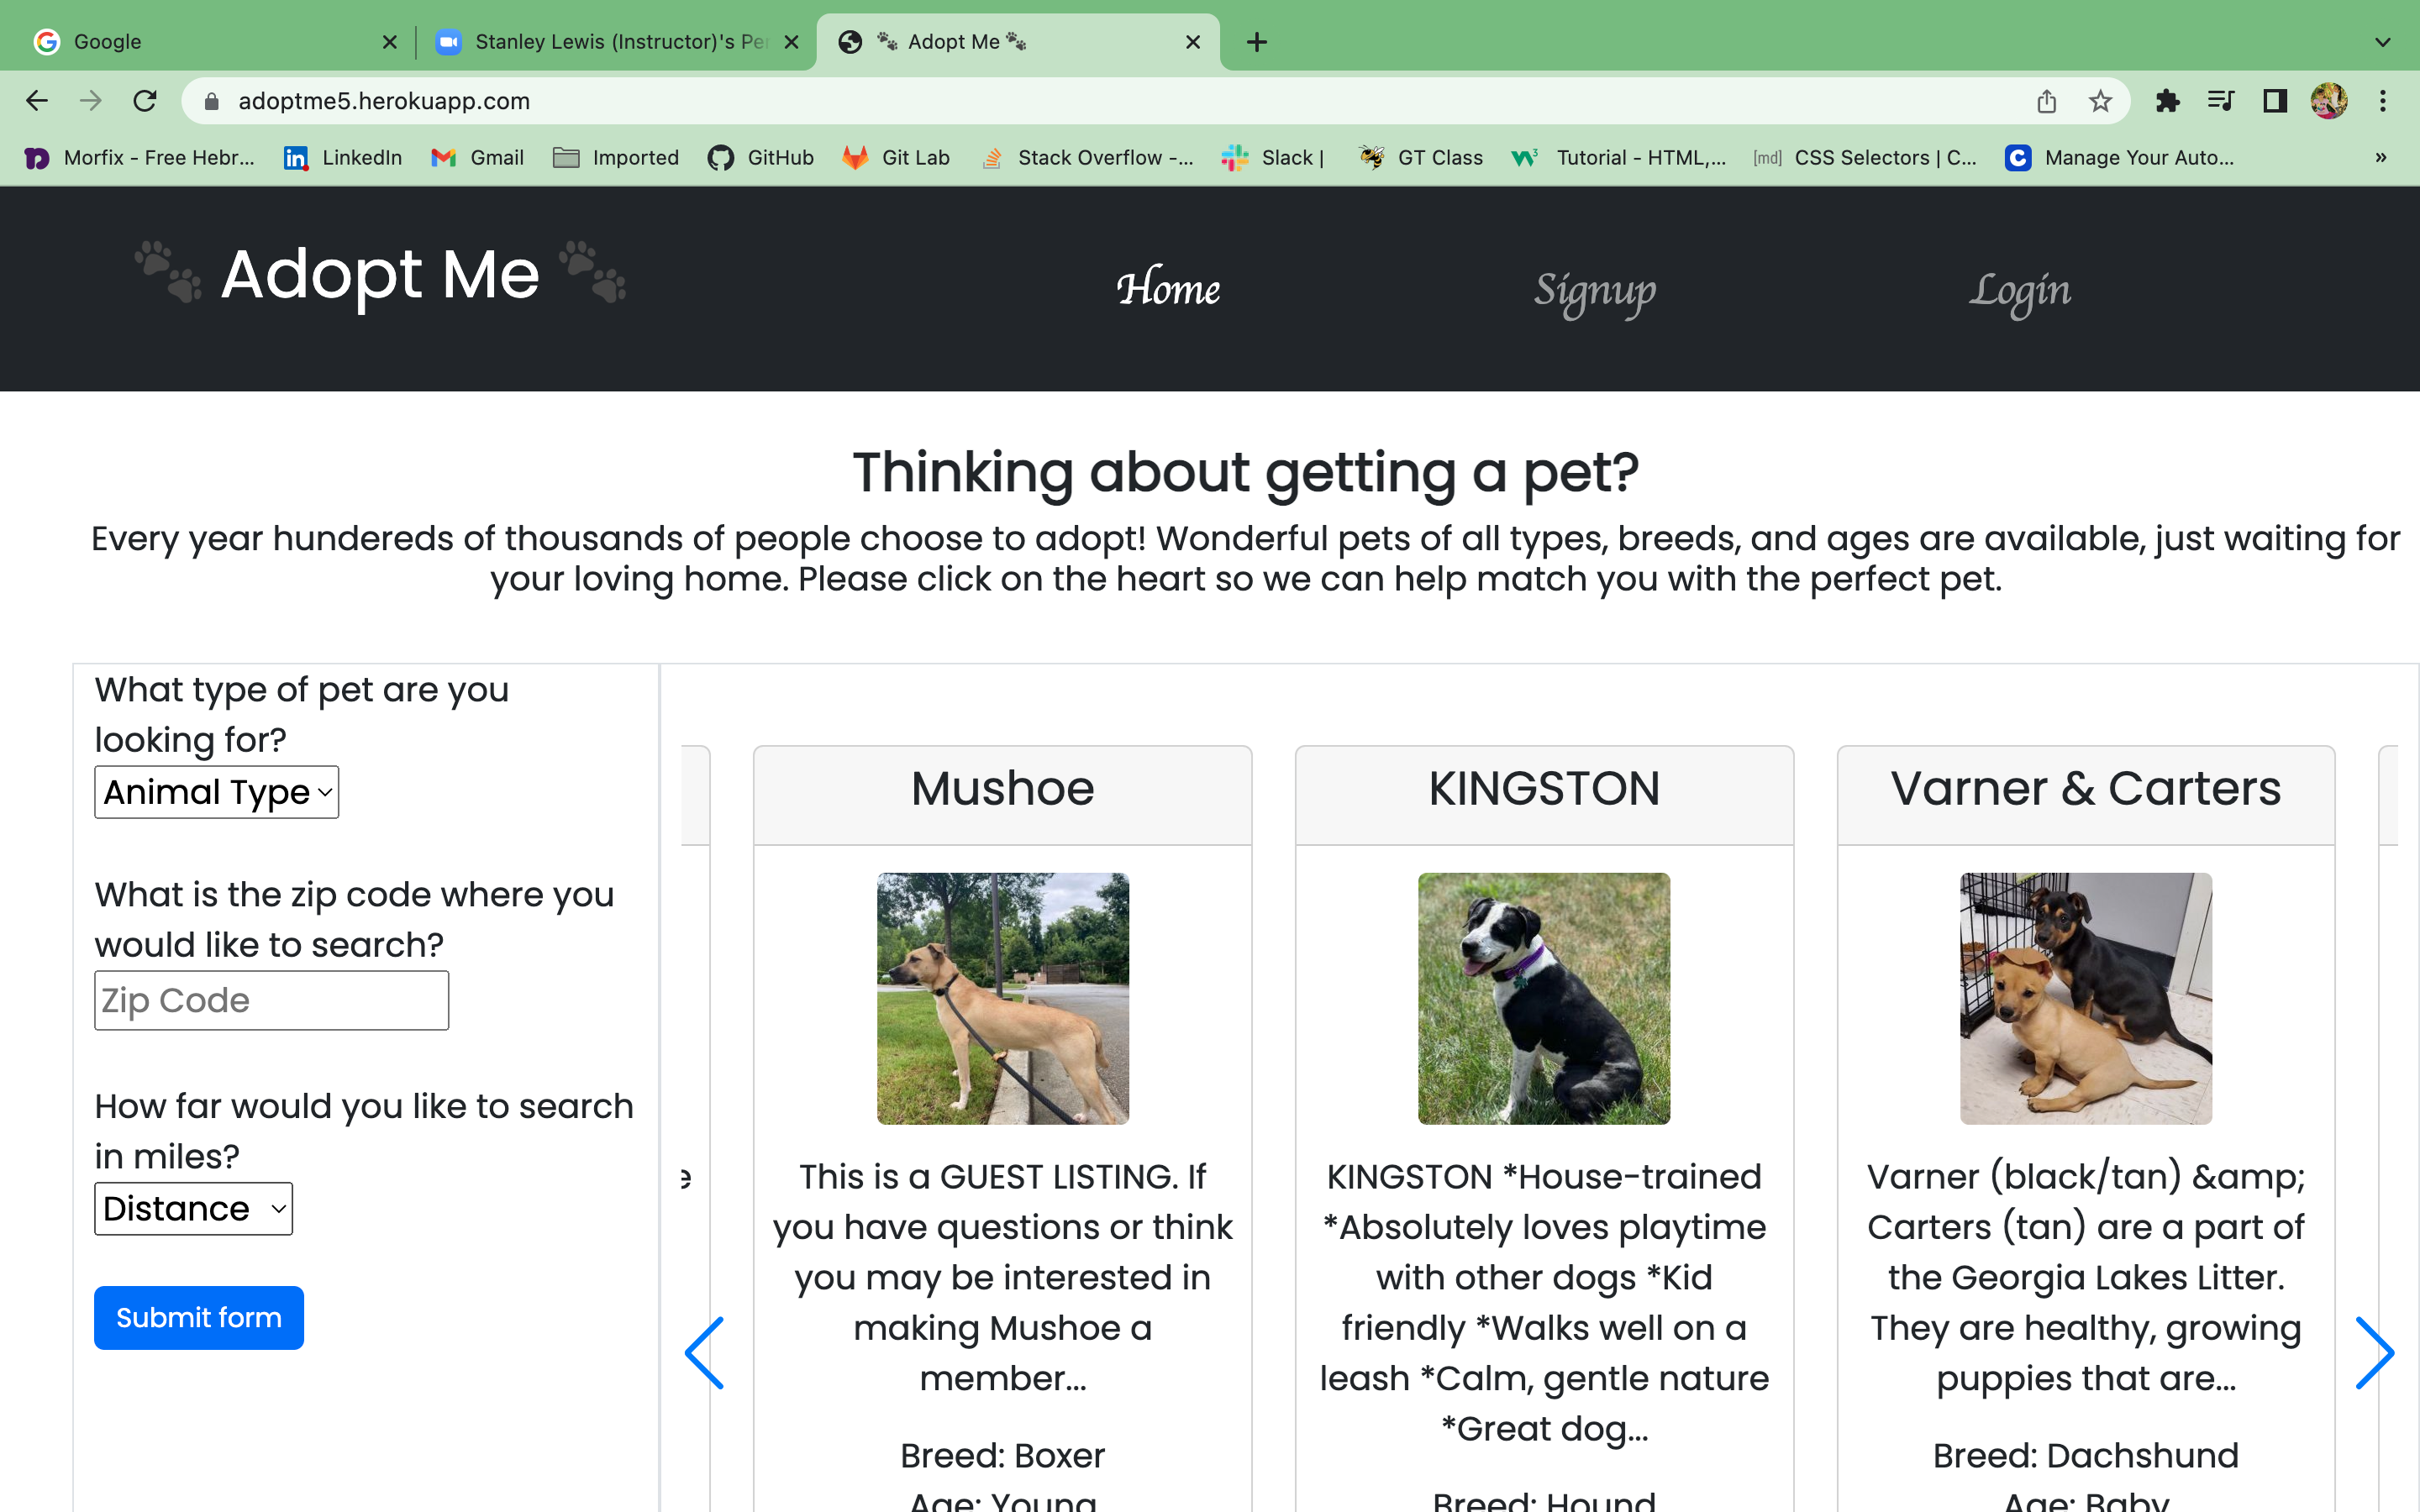 Google
Stanley Lewis (Instructor)'s Pe
Adopt Me
adoptme5.herokuapp.com
Morfix - Free Hebr...
LinkedIn
Gmail
Imported
GitHub
Git Lab
Stack Overflow -...
Slack |
GT Class
Tutorial - HTML,...
[md] CSS Selectors | C...
Manage Your Auto...
»
Adopt Me
Home
Signup
Login
Thinking about getting a pet?
Every year hundereds of thousands of people choose to adopt! Wonderful pets of all types, breeds, and ages are available, just waiting for
your loving home. Please click on the heart so we can help match you with the perfect pet.
What type of pet are you
looking for?
Animal Type
What is the zip code where you
would like to search?
Zip Code
How far would you like to search
in miles?
Distance
Submit form
e
Mushoe
This is a GUEST LISTING. If
you have questions or think
you may be interested in
making Mushoe a
member...
Breed: Boxer
Age: Young
KINGSTON
KINGSTON *House-trained
*Absolutely loves playtime
with other dogs *Kid
friendly *Walks well on a
leash *Calm, gentle nature
*Great dog...
Breed: Hound
Varner & Carters
Varner (black/tan) &amp;
Carters (tan) are a part of
the Georgia Lakes Litter.
They are healthy, growing
puppies that are...
Breed: Dachshund
Age: Baby